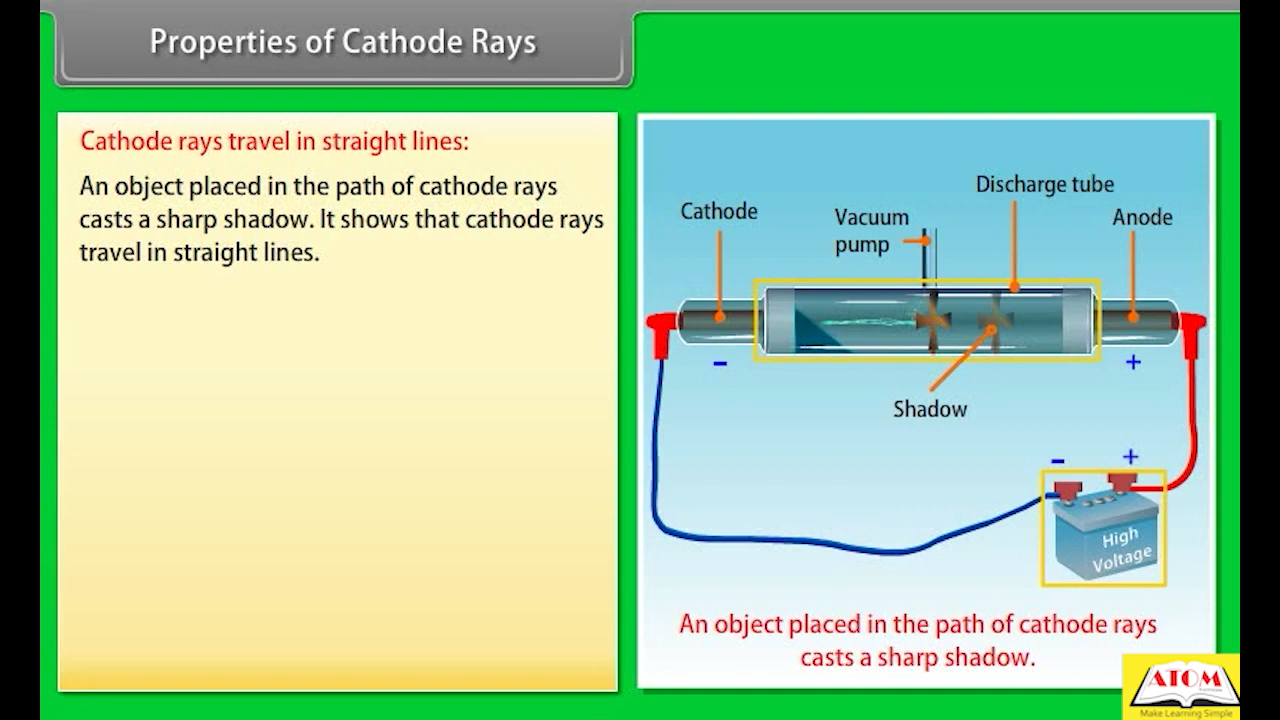 Properties of Cathode Rays
Cathode rays travel in straight lines:
An object placed in the path of cathode rays
casts a sharp shadow. It shows that cathode rays
travel in straight lines.
Discharge tube
Cathode
Vacuum
pump
Anode
-
+
Shadow
-
+
High
Voltage
An object placed in the path of cathode rays
casts a sharp shadow.
ATOM
Make Learning Simple